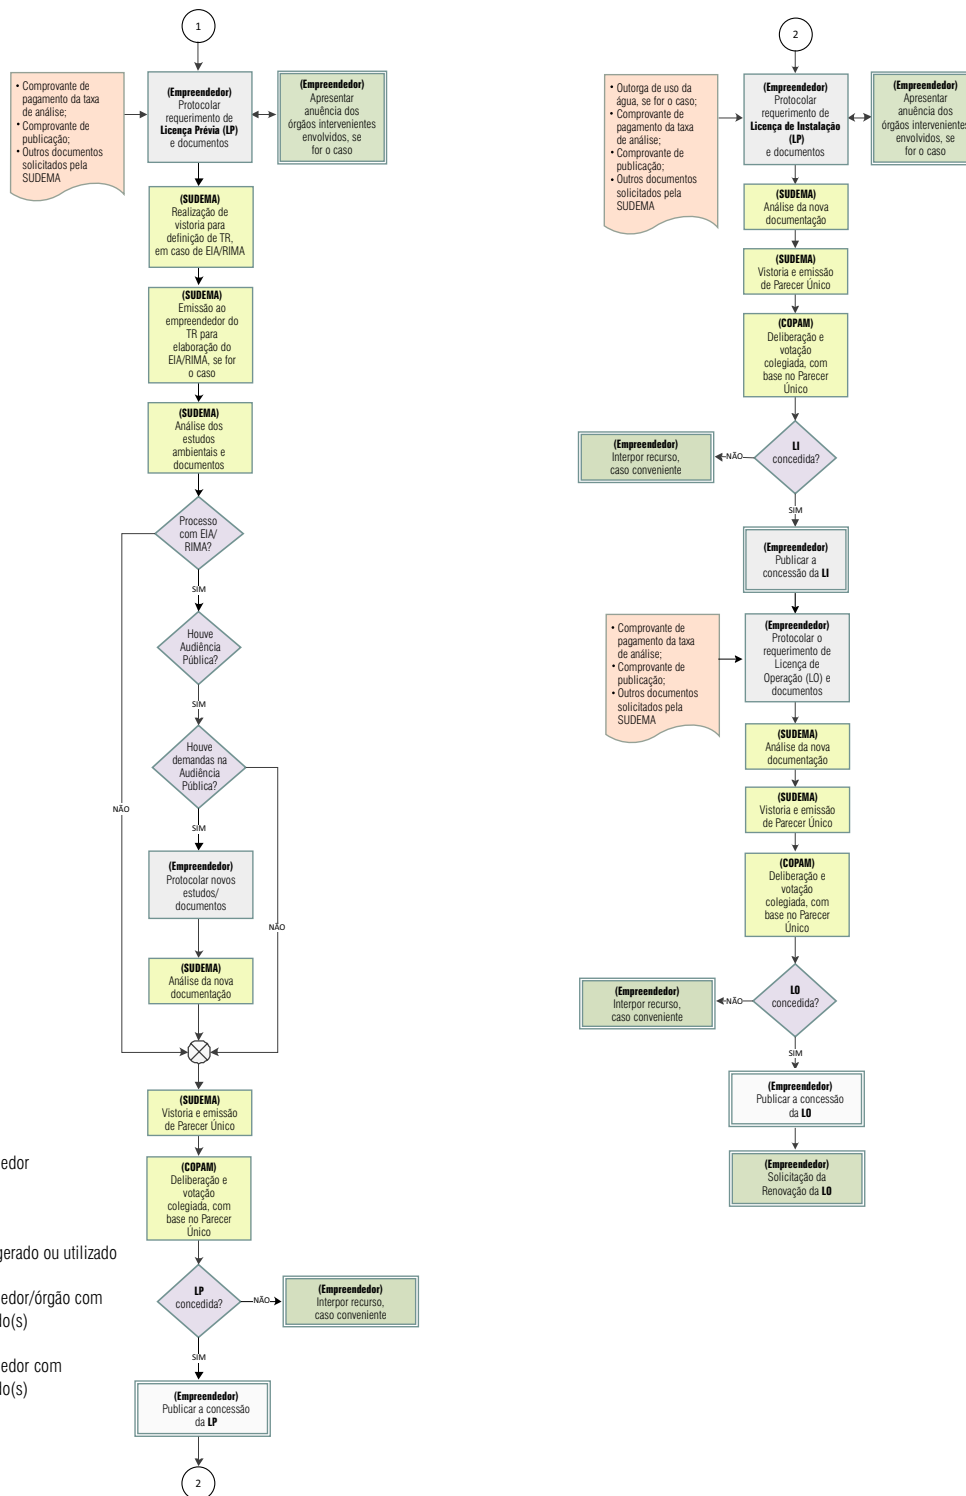 1
• Comprovante de
pagamento da taxa
de análise;
• Comprovante de
publicação;
• Outros documentos
solicitados pela
SUDEMA
(Empreendedor)
Protocolar
requerimento de
Licença Prévia (LP)
e documentos
(Empreendedor)
Apresentar
anuência dos
órgãos intervenientes
envolvidos, se
for o caso
(SUDEMA)
Realização de
vistoria para
definição de TR,
em caso de EIA/RIMA
(SUDEMA)
Emissão ao
empreendedor do
TR para
elaboração do
EIA/RIMA, se for
o caso
(SUDEMA)
Análise dos
estudos
ambientais e
documentos
Processo
com EIA/
RIMA?
SIM
Houve
Audiência
Pública?
SIM
Houve
demandas na
Audiência
Pública?
NÃO
SIM
(Empreendedor)
Protocolar novos
estudos/
documentos
NÃO
(SUDEMA)
Análise da nova
documentação
(SUDEMA)
Vistoria e emissão
de Parecer Único
(COPAM)
Deliberação e
votação
colegiada, com
base no Parecer
Único
LP
concedida?
NÃO
(Empreendedor)
Interpor recurso,
caso conveniente
SIM
(Empreendedor)
Publicar a concessão
da LP
2
edor
gerado ou utilizado
edor/órgão com
do(s)
edor com
do(s)
2
• Outorga de uso da
água, se for o caso;
• Comprovante de
pagamento da taxa
de análise;
• Comprovante de
publicação;
• Outros documentos
solicitados pela
SUDEMA
(Empreendedor)
Protocolar
requerimento de
Licença de Instalação
(LP)
e documentos
(Empreendedor)
Apresentar
anuência dos
órgãos intervenientes
envolvidos, se
for o caso
(SUDEMA)
Análise da nova
documentação
(SUDEMA)
Vistoria e emissão
de Parecer Único
(COPAM)
Deliberação e
votação
colegiada, com
base no Parecer
Único
LI
concedida?
NÃO
(Empreendedor)
Interpor recurso,
caso conveniente
SIM
(Empreendedor)
Publicar a
concessão da LI
• Comprovante de
pagamento da taxa
de análise;
• Comprovante de
publicação;
• Outros documentos
solicitados pela
SUDEMA
(Empreendedor)
Protocolar o
requerimento de
Licença de
Operação (LO) e
documentos
(SUDEMA)
Análise da nova
documentação
(SUDEMA)
Vistoria e emissão
de Parecer Único
(COPAM)
Deliberação e
votação
colegiada, com
base no Parecer
Único
LO
concedida?
NÃO
(Empreendedor)
Interpor recurso,
caso conveniente
SIM
(Empreendedor)
Publicar a concessão
da LO
(Empreendedor)
Solicitação da
Renovação da LO